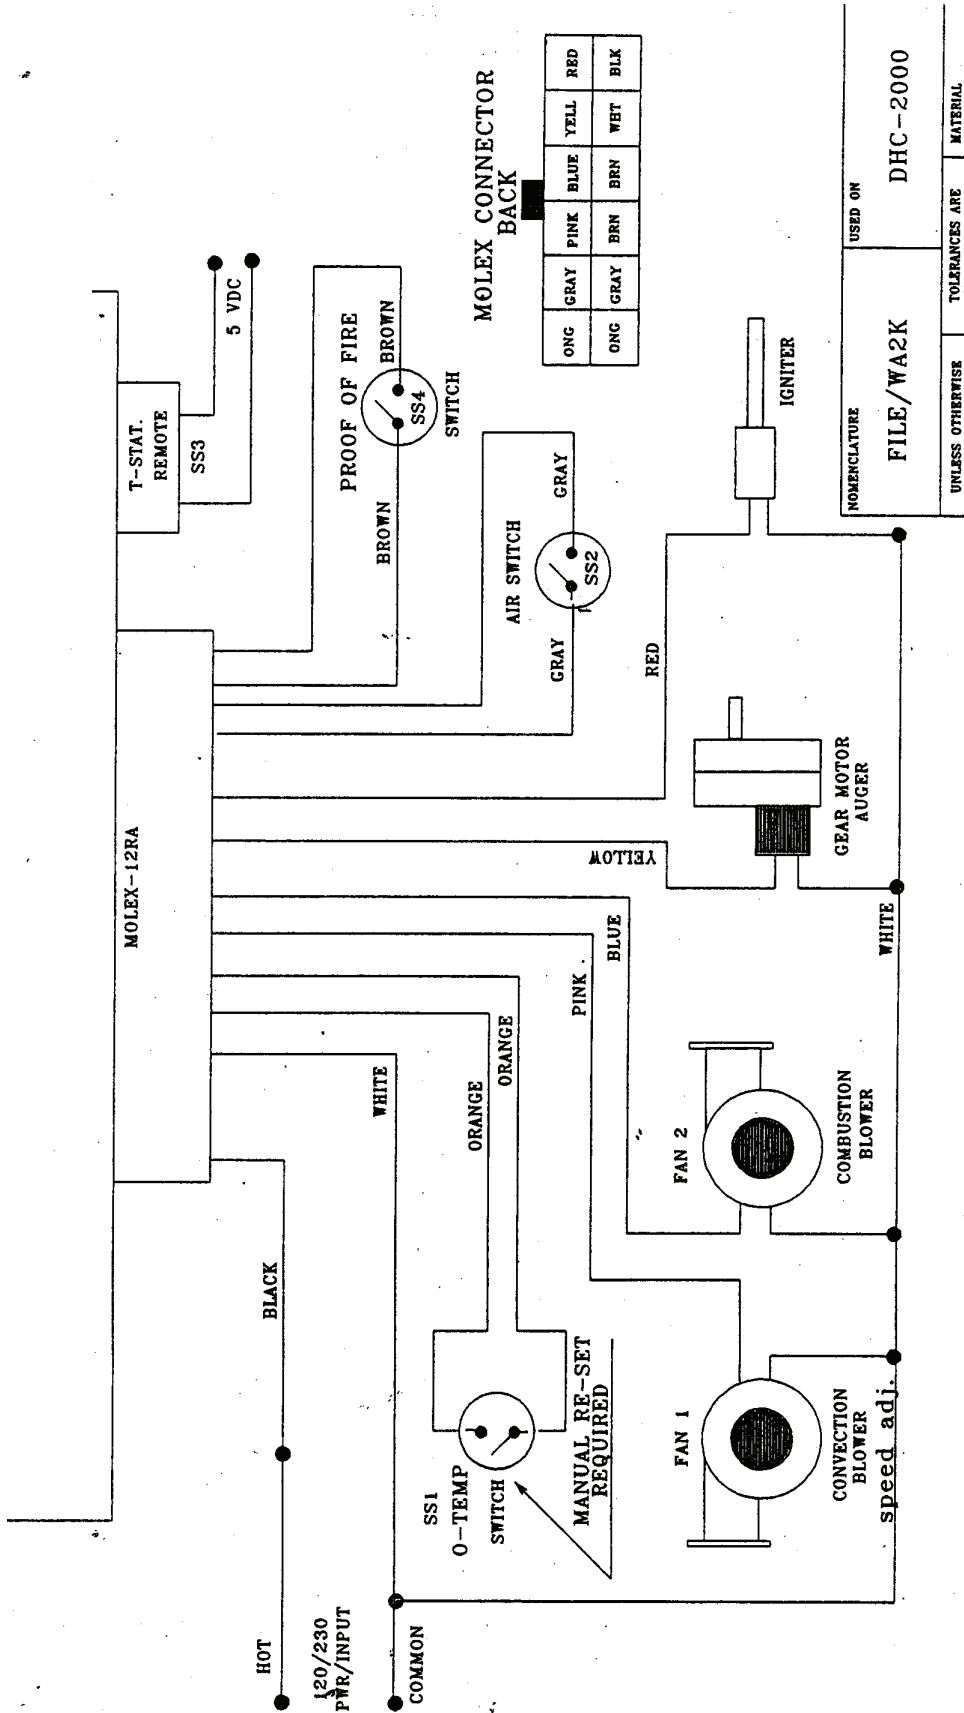 MOLEX CONNECTOR
BACK
ONG GRAY PINK BLUE YELL RED
ONG GRAY BRN BRN WHT BLK
T-STAT.
REMOTE
SS3
5 VDC
PROOF OF FIRE
BROWN
BROWN
SS4
SWITCH
AIR SWITCH
GRAY
GRAY
SS2
1
MOLEX-12RA
RED
IGNITER
YELLOW
GEAR MOTOR
AUGER
BLUE
PINK
ORANGE
ORANGE
WHITE
BLACK
HOT
120/230
PWR/INPUT
COMMON
SS1
O-TEMP
SWITCH
MANUAL RE-SET
REQUIRED
FAN 1
CONVECTION
BLOWER
speed adj.
FAN 2
COMBUSTION
BLOWER
WHITE
NOMENCLATURE
FILE/WA2K
USED ON
DHC-2000
UNLESS OTHERWISE
TOLERANCES ARE
MATERIAL